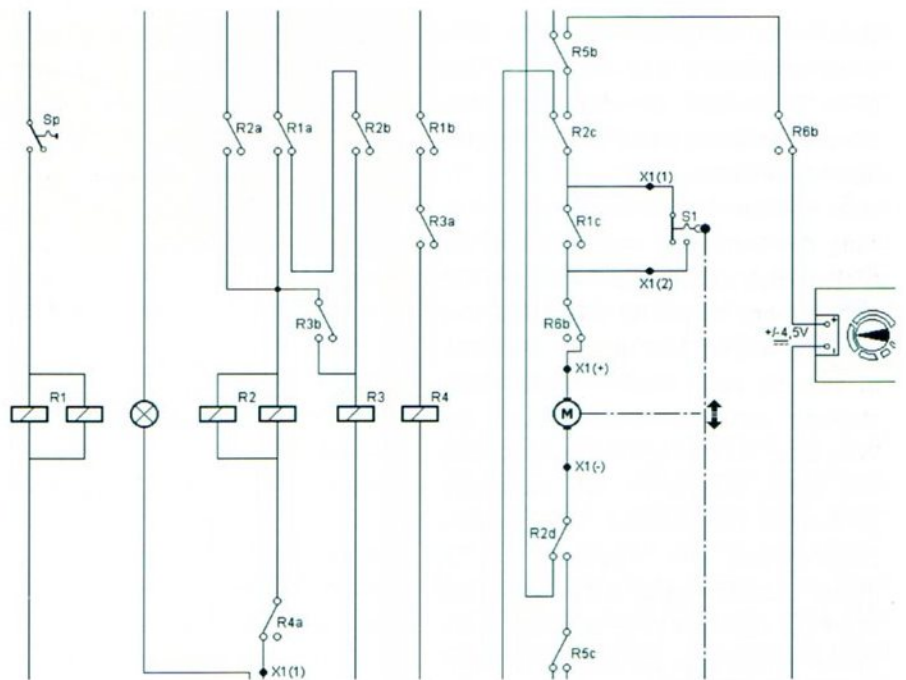 R5b
Sp
R2a
R1a
R2b
R1b
R2c
R6b
X1(1)
R3a
R1c
S1
X1(2)
R3b
R6b
+/-4,5V
+
-
X1(+)
R1
R2
R3
R4
M
X1(-)
R2d
R4a
R5c
X1(1)